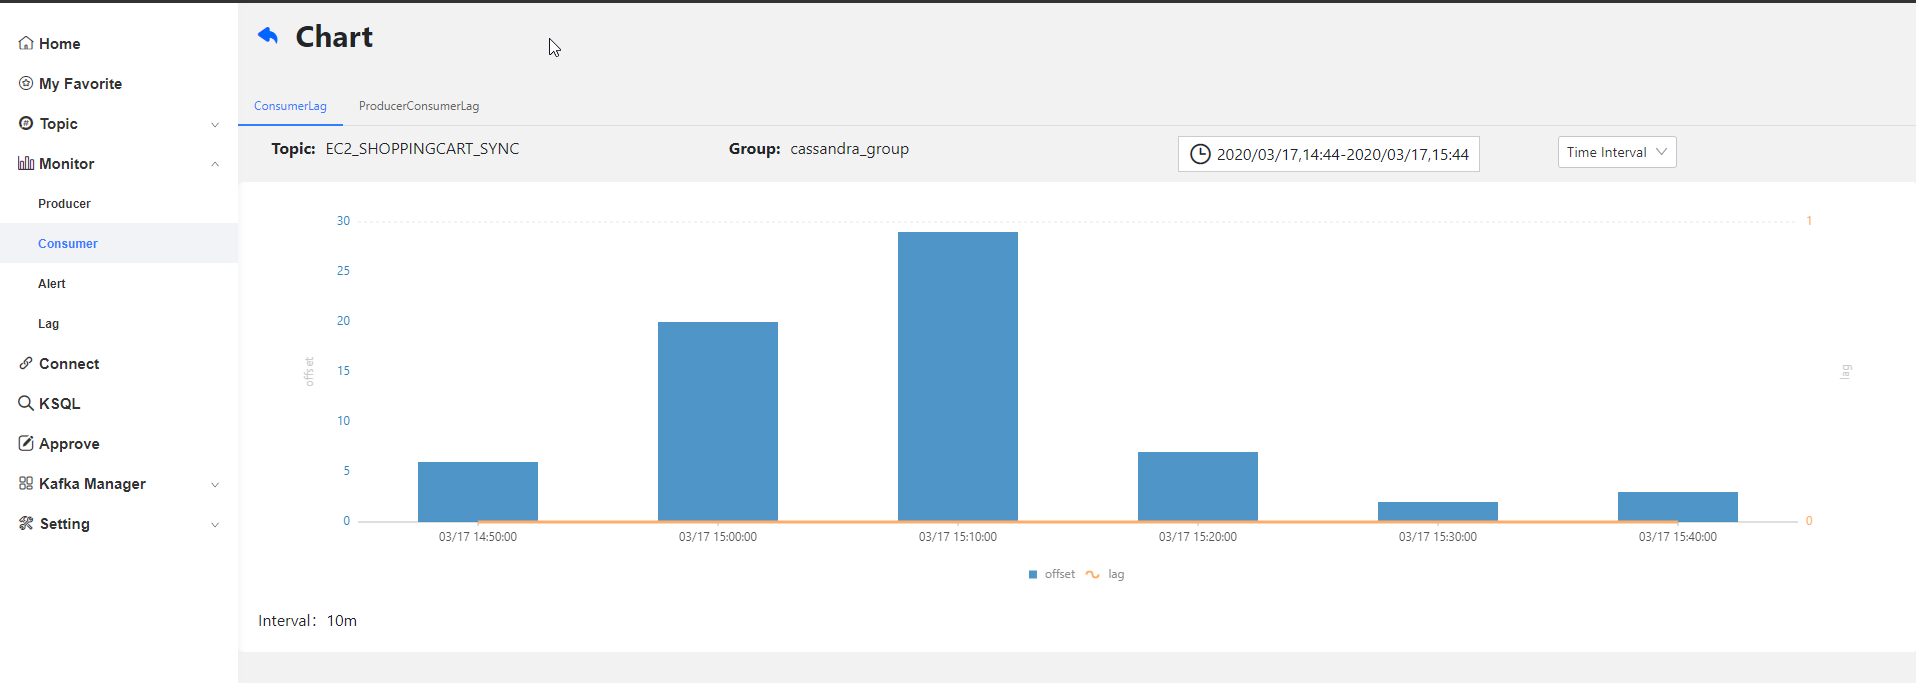 Home
My Favorite
Topic
Monitor
Producer
Consumer
Alert
Lag
Connect
KSQL
Approve
Kafka Manager
Setting
Chart
ConsumerLag ProducerConsumerLag
Topic: EC2_SHOPPINGCART_SYNC Group: cassandra_group 2020/03/17,14:44-2020/03/17,15:44 Time Interval
30 1
25
20
15
10
5
0 0
offset
lag
03/17 14:50:00 03/17 15:00:00 03/17 15:10:00 03/17 15:20:00 03/17 15:30:00 03/17 15:40:00
offset lag
Interval: 10m